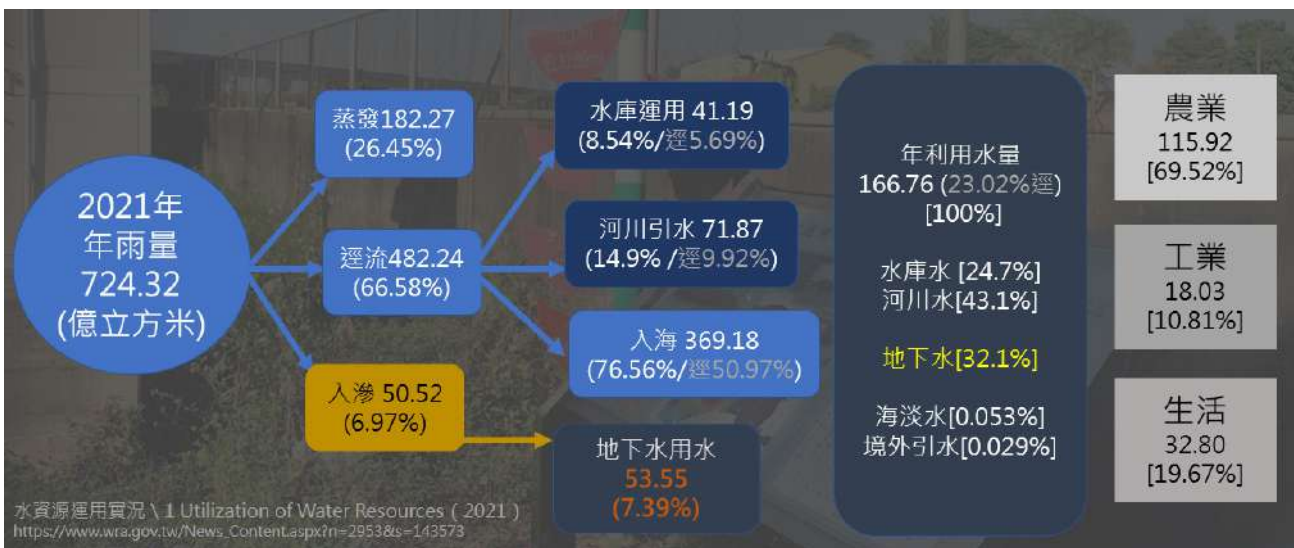 2021年
年雨量
724.32
(億立方米)
蒸發182.27
(26.45%)
逕流482.24
(66.58%)
入滲 50.52
(6.97%)
水庫運用 41.19
(8.54%/逕5.69%)
河川引水 71.87
(14.9% /逕9.92%)
入海 369.18
(76.56%/逕50.97%)
地下水用水
53.55
(7.39%)
年利用水量
166.76 (23.02%逕)
[100%]
水庫水 [24.7%]
河川水[43.1%]
地下水[32.1%]
海淡水[0.053%]
境外引水[0.029%]
農業
115.92
[69.52%]
工業
18.03
[10.81%]
生活
32.80
[19.67%]
水資源運用實況 \ 1 Utilization of Water Resources ( 2021 )
https://www.wra.gov.tw/News_Content.aspx?n=2953&s=143573